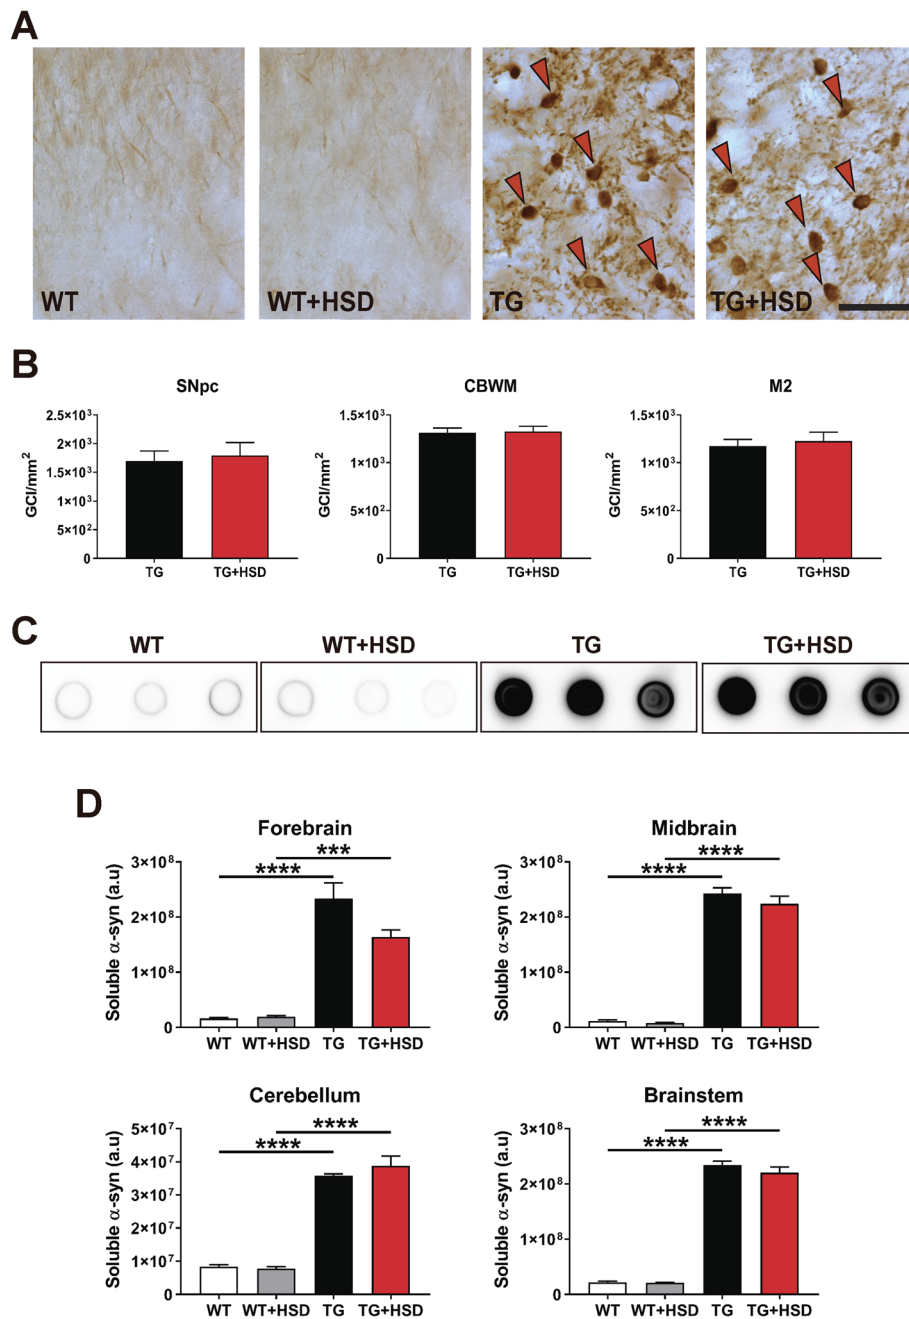 A
WT
WT+HSD
TG
TG+HSD
B
SNpc
CBWM
M2
GCI/mm²
2.5×10³
2×10³
1.5×10³
1×10³
5×10²
0
TG
TG+HSD
GCI/mm²
1.5×10³
1×10³
5×10²
0
TG
TG+HSD
GCI/mm²
1.5×10³
1×10³
5×10²
0
TG
TG+HSD
C
WT
WT+HSD
TG
TG+HSD
D
Forebrain
Soluble α-syn (a.u)
3×10⁸
2×10⁸
1×10⁸
0
***
****
WT
WT+HSD
TG
TG+HSD
Midbrain
Soluble α-syn (a.u)
3×10⁸
2×10⁸
1×10⁸
0
****
****
WT
WT+HSD
TG
TG+HSD
Cerebellum
Soluble α-syn (a.u)
5×10⁷
4×10⁷
3×10⁷
2×10⁷
1×10⁷
0
****
****
WT
WT+HSD
TG
TG+HSD
Brainstem
Soluble α-syn (a.u)
3×10⁸
2×10⁸
1×10⁸
0
****
****
WT
WT+HSD
TG
TG+HSD